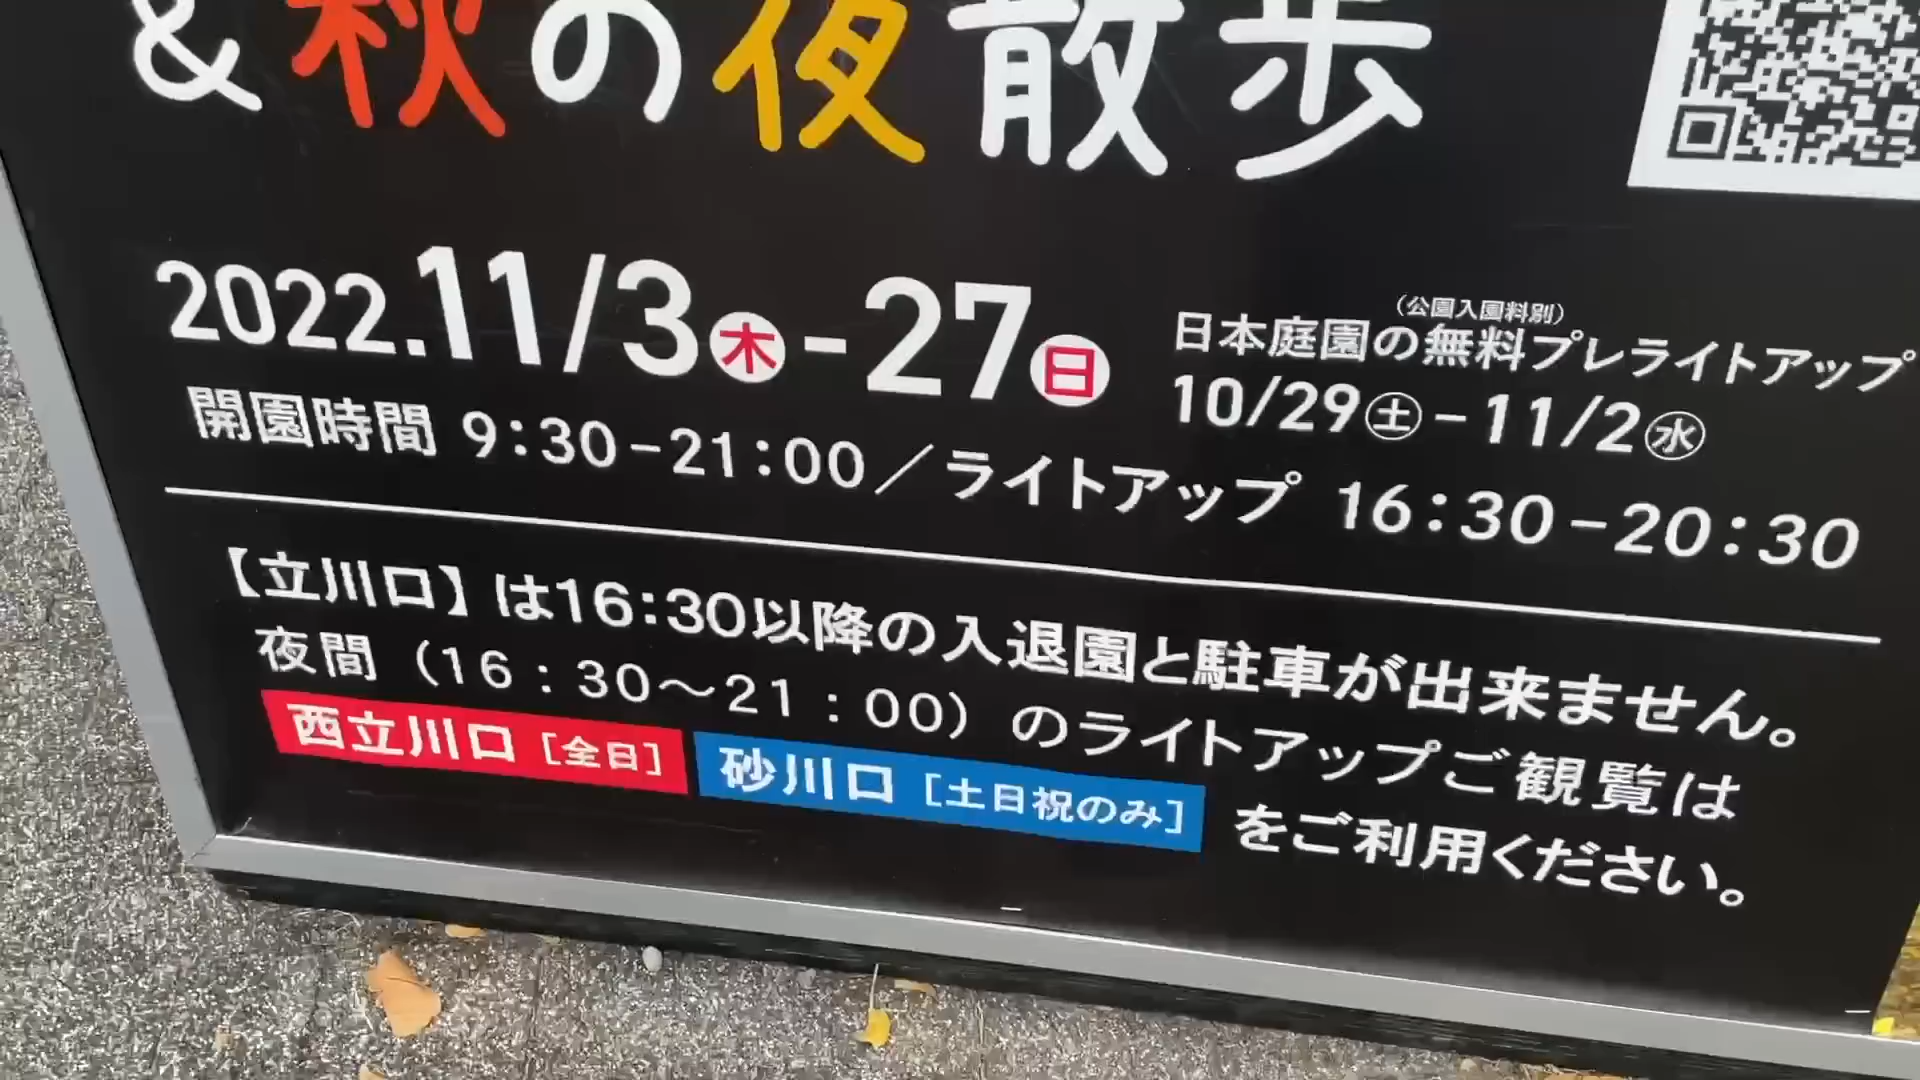 &秋の夜散歩
2022.11/3木-27日
(公園入園料別)
日本庭園の無料プレライトアップ
10/29土-11/2水
開園時間 9:30-21:00/ライトアップ 16:30-20:30
【立川口】は16:30以降の入退園と駐車が出来ません。
夜間（16：30～21：00）のライトアップご観覧は
西立川口［全日］ 砂川口［土日祝のみ］をご利用ください。